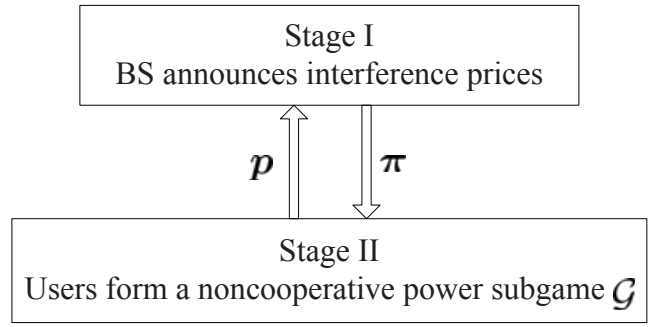 Stage I
BS announces interference prices
p π
Stage II
Users form a noncooperative power subgame 𝒢